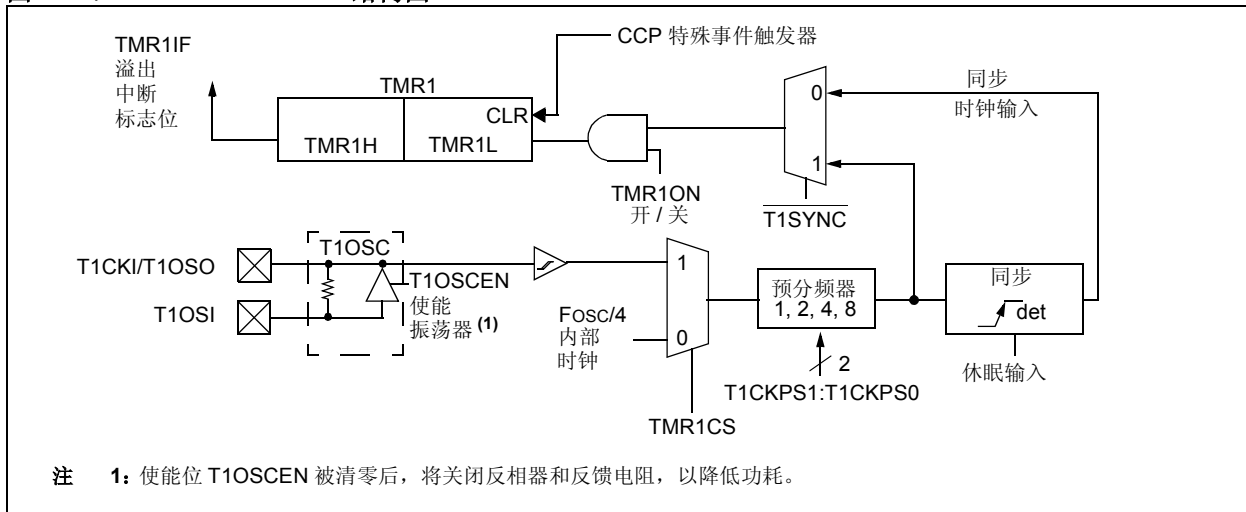 TMR1IF
溢出
中断
标志位
CCP 特殊事件触发器
TMR1
CLR
TMR1H
TMR1L
TMR1ON
开 / 关
0
1
T1SYNC
同步
时钟输入
T1CKI/T1OSO
T1OSI
T1OSC
T1OSCEN
使能
振荡器 (1)
FOSC/4
内部
时钟
1
0
TMR1CS
预分频器
1, 2, 4, 8
2
T1CKPS1:T1CKPS0
同步
det
休眠输入
注 1: 使能位 T1OSCEN 被清零后，将关闭反相器和反馈电阻，以降低功耗。